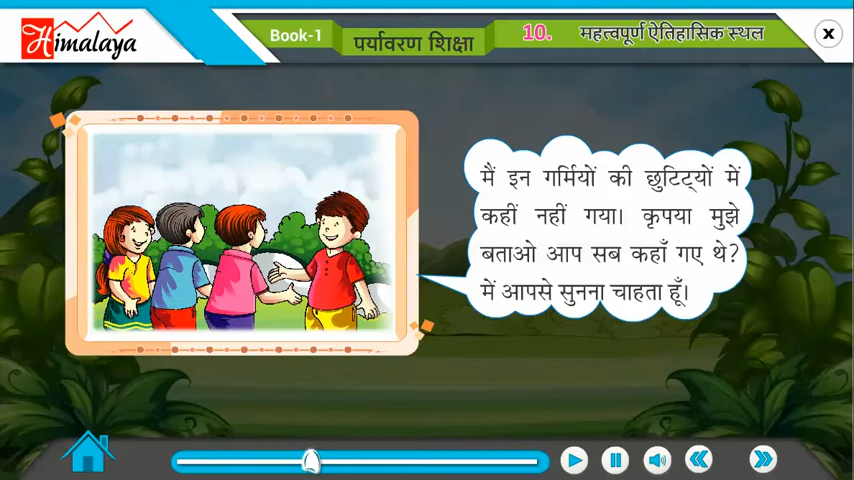 Himalaya
Book-1
पर्यावरण शिक्षा
10. महत्वपूर्ण ऐतिहासिक स्थल
x
मैं इन गर्मियों की छुटिट्यों में
कहीं नहीं गया। कृपया मुझे
बताओ आप सब कहाँ गए थे?
में आपसे सुनना चाहता हूँ।